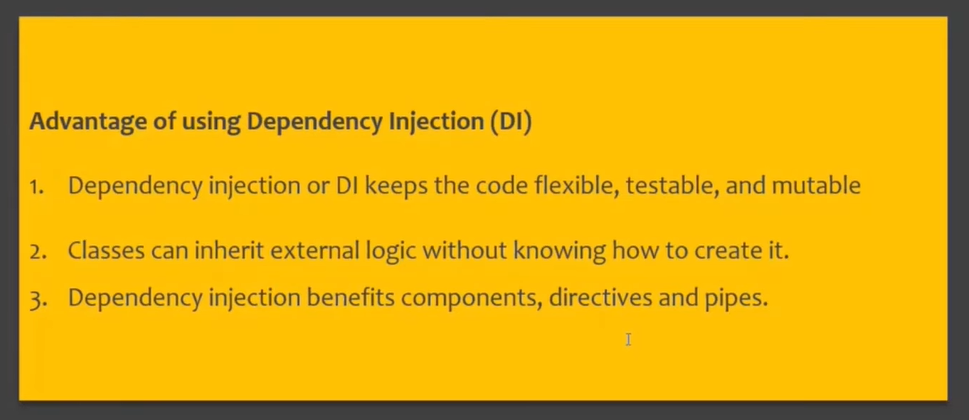 Advantage of using Dependency Injection (DI)
1. Dependency injection or DI keeps the code flexible, testable, and mutable
2. Classes can inherit external logic without knowing how to create it.
3. Dependency injection benefits components, directives and pipes.